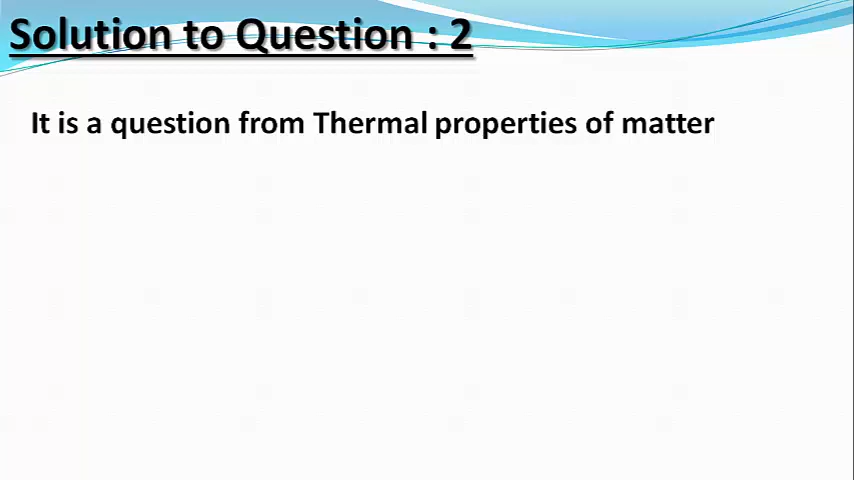 Solution to Question : 2
It is a question from Thermal properties of matter